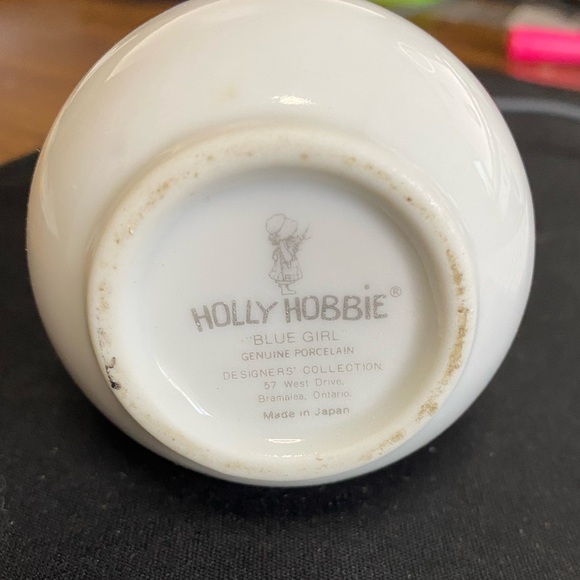 HOLLY HOBBIE®
"BLUE GIRL"
GENUINE PORCELAIN
DESIGNERS' COLLECTION
57 West Drive,
Bramalea, Ontario.
Made in Japan